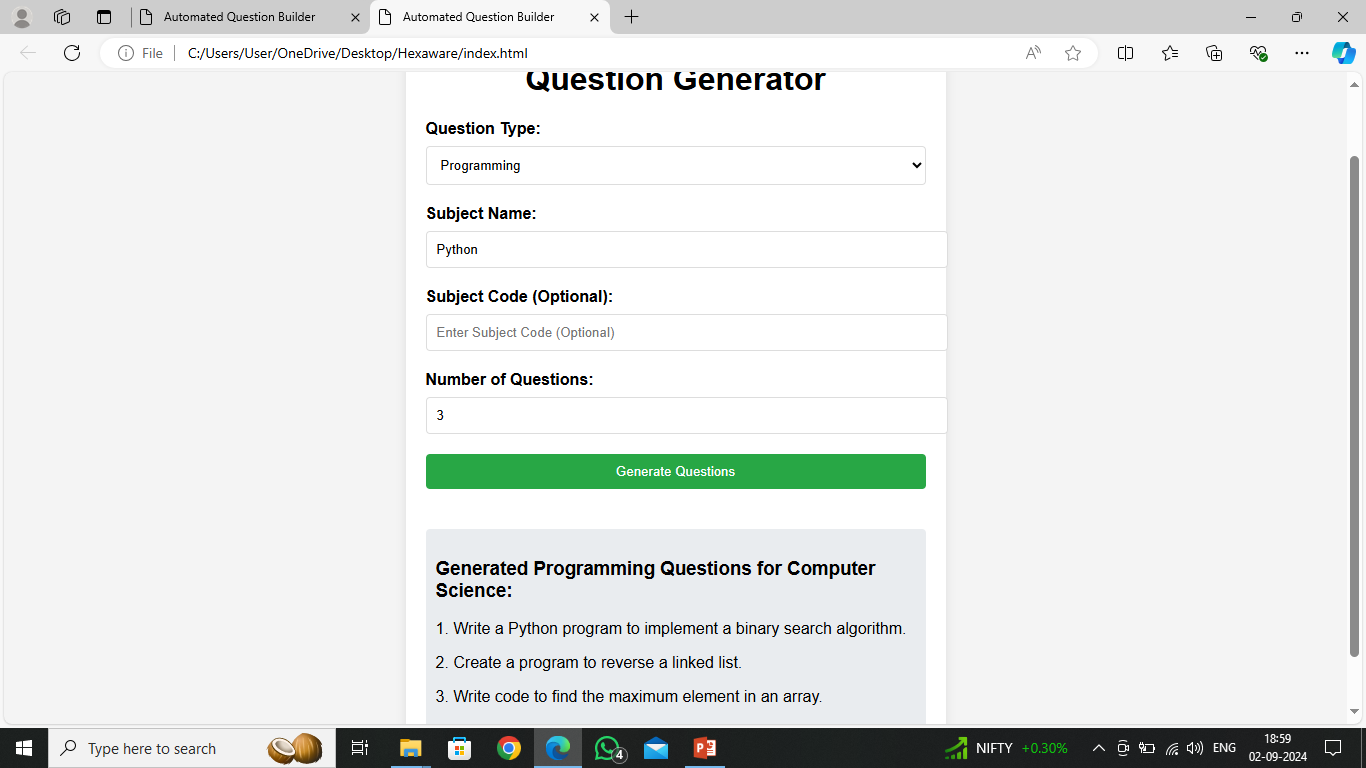 Automated Question Builder
Automated Question Builder
File
C:/Users/User/OneDrive/Desktop/Hexaware/index.html
Question Generator
Question Type:
Programming
Subject Name:
Python
Subject Code (Optional):
Enter Subject Code (Optional)
Number of Questions:
3
Generate Questions
Generated Programming Questions for Computer
Science:
1. Write a Python program to implement a binary search algorithm.
2. Create a program to reverse a linked list.
3. Write code to find the maximum element in an array.
Type here to search
4
NIFTY +0.30%
ENG
18:59
02-09-2024